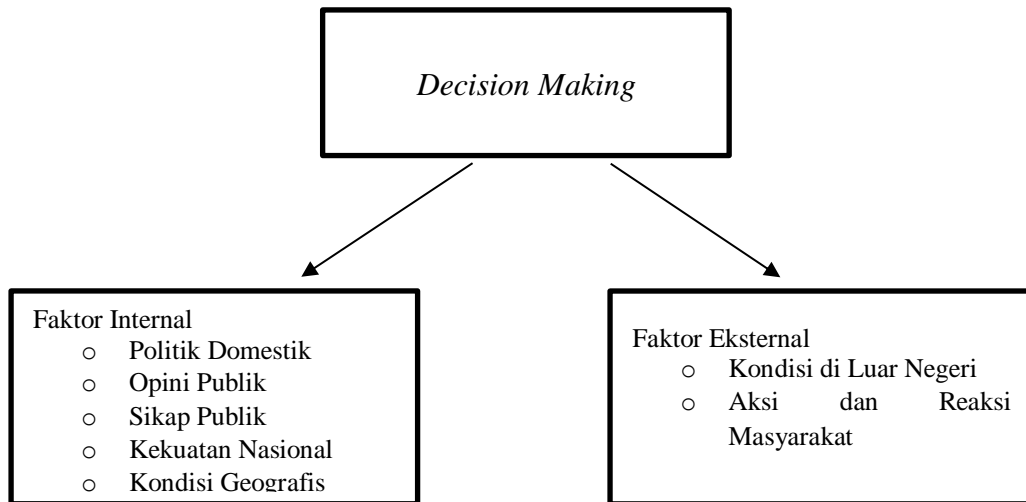 Decision Making
Faktor Internal
o Politik Domestik
o Opini Publik
o Sikap Publik
o Kekuatan Nasional
o Kondisi Geografis
Faktor Eksternal
o Kondisi di Luar Negeri
o Aksi dan Reaksi
Masyarakat